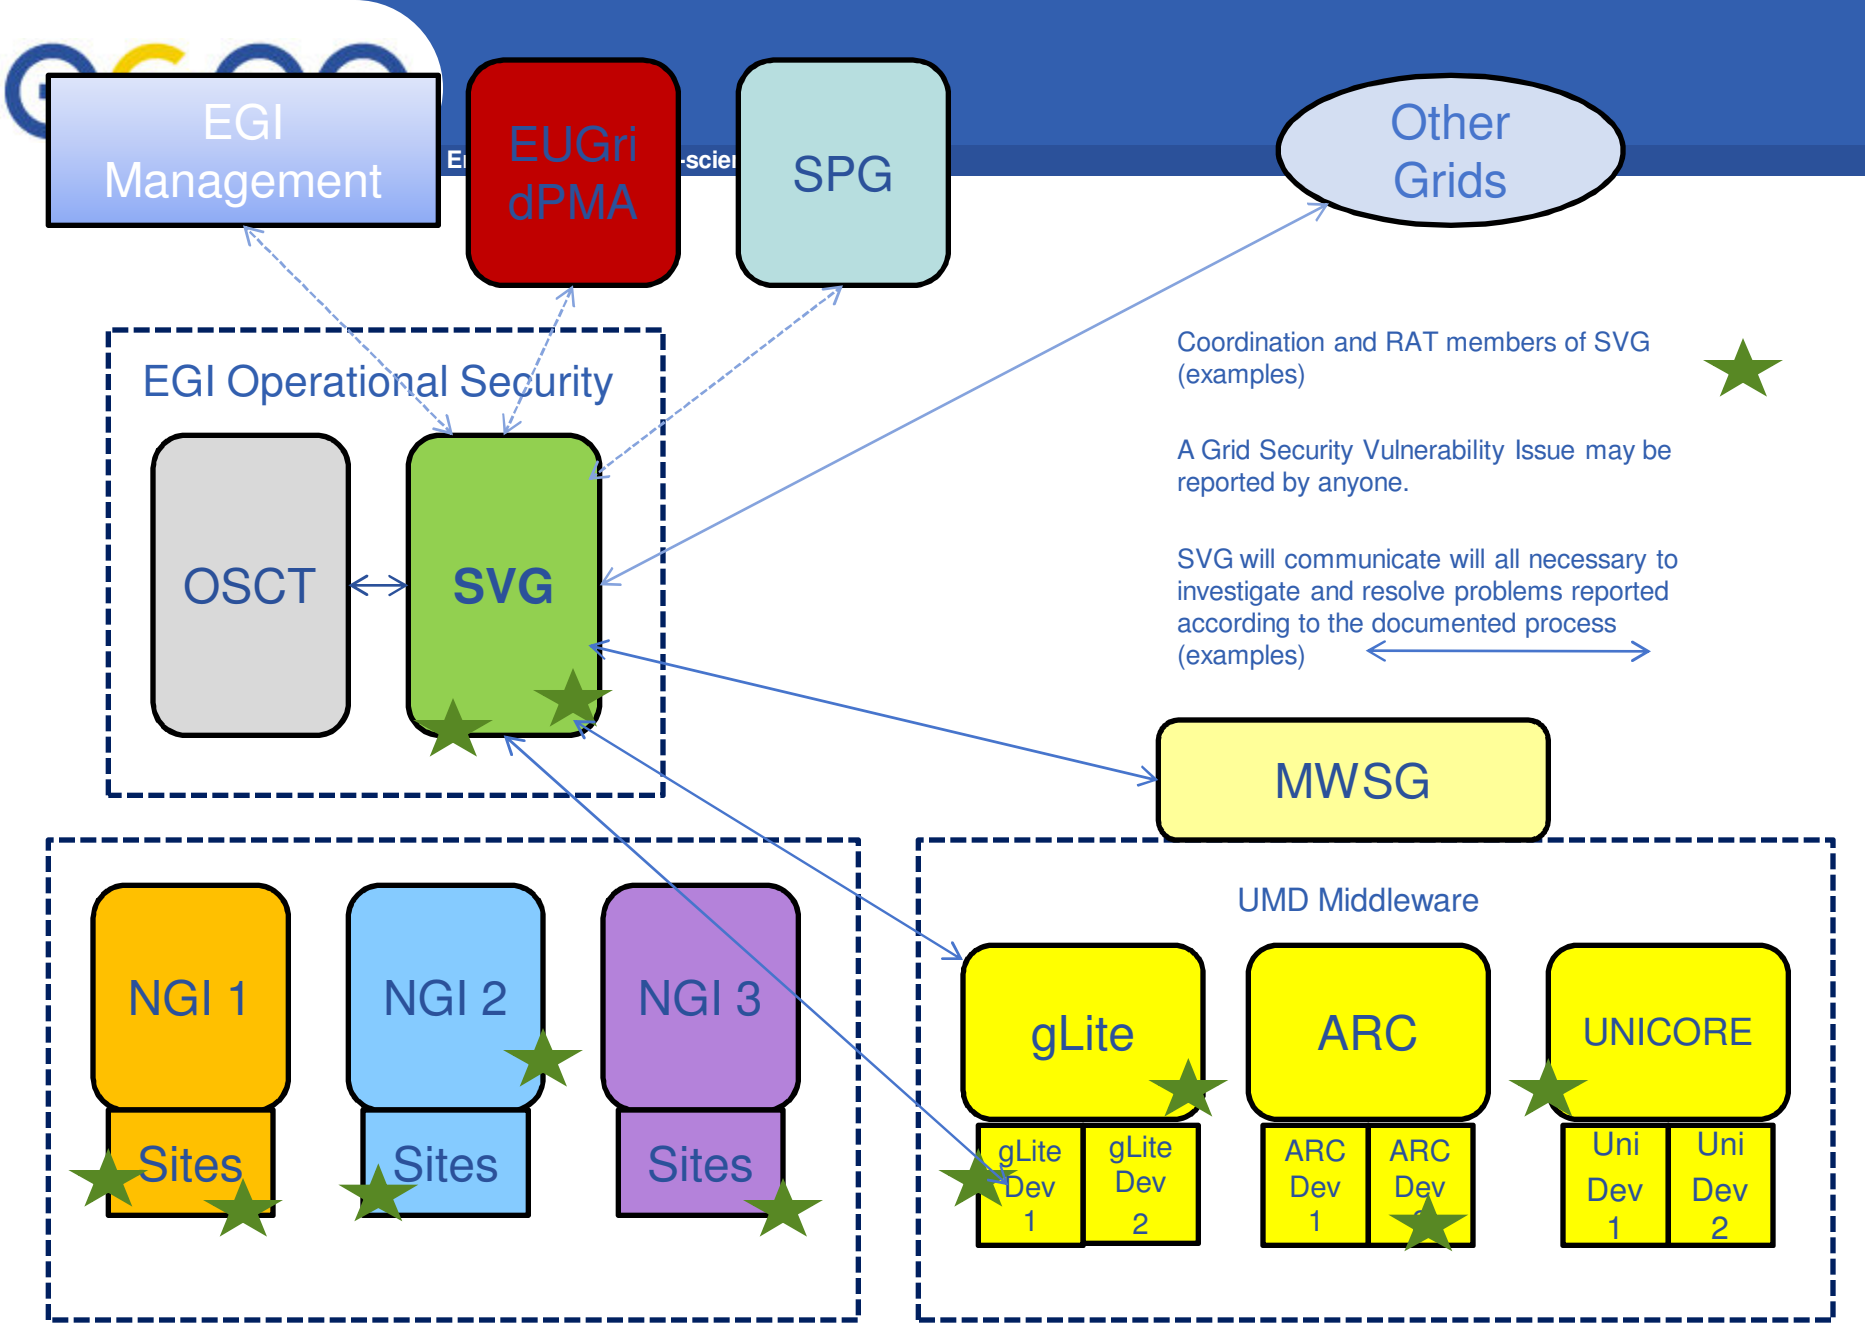 EGI
Management
EUGri
dPMA
SPG
Other
Grids
-scien
Coordination and RAT members of SVG
(examples)
A Grid Security Vulnerability Issue may be
reported by anyone.
SVG will communicate will all necessary to
investigate and resolve problems reported
according to the documented process
(examples)
EGI Operational Security
OSCT
SVG
MWSG
UMD Middleware
NGI 1
NGI 2
NGI 3
Sites
Sites
Sites
gLite
ARC
UNICORE
gLite
Dev
1
gLite
Dev
2
ARC
Dev
1
ARC
Dev
Uni
Dev
1
Uni
Dev
2